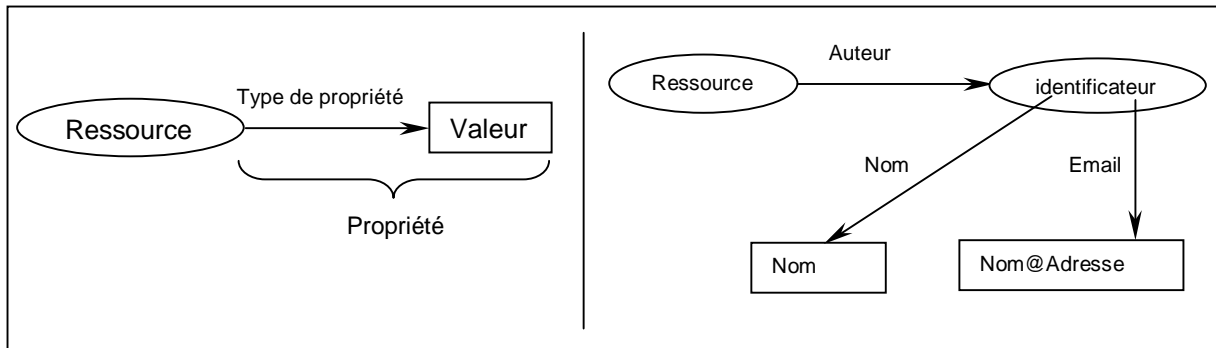 Type de propriété
Ressource
Valeur
Propriété
Auteur
Ressource
identificateur
Nom
Email
Nom
Nom@Adresse